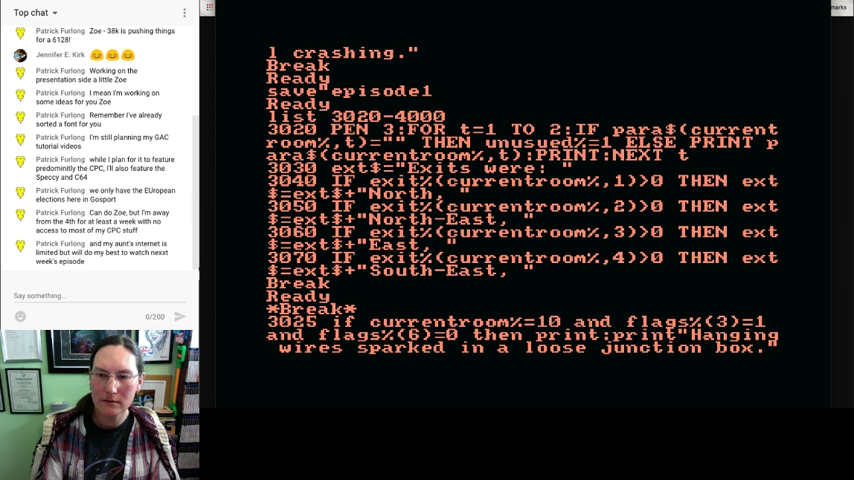 Top chat
marks
Patrick Furlong Zoe - 38k is pushing things
for a 6128!
Jennifer E. Kirk
Patrick Furlong Working on the
presentation side a little Zoe
Patrick Furlong I mean I'm working on
some ideas for you Zoe
Patrick Furlong Remember I've already
sorted a font for you
Patrick Furlong I'm still planning my GAC
tutorial videos
Patrick Furlong while I plan for it to feature
predominitly the CPC, I'll also feature the
Speccy and C64
Patrick Furlong we only have the EUropean
elections here in Gosport
Patrick Furlong Can do Zoe, but I'm away
from the 4th for at least a week with no
access to most of my CPC stuff
Patrick Furlong and my aunt's internet is
limited but will do my best to watch nexxt
week's episode
Say something...
0/200
l crashing."
Break
Ready
save"episode1
Ready
list 3020-4000
3020 PEN 3:FOR t=1 TO 2:IF para$(current
room%,t)="" THEN unused%=1 ELSE PRINT p
ara$(currentroom%,t):PRINT:NEXT t
3030 ext$="Exits were: "
3040 IF exit%(currentroom%,1)>0 THEN ext
$=ext$+"North, "
3050 IF exit%(currentroom%,2)>0 THEN ext
$=ext$+"North-East, "
3060 IF exit%(currentroom%,3)>0 THEN ext
$=ext$+"East, "
3070 IF exit%(currentroom%,4)>0 THEN ext
$=ext$+"South-East, "
Break
Ready
*Break*
3025 if currentroom%=10 and flags%(3)=1
and flags%(6)=0 then print:print"Hanging
wires sparked in a loose junction box."